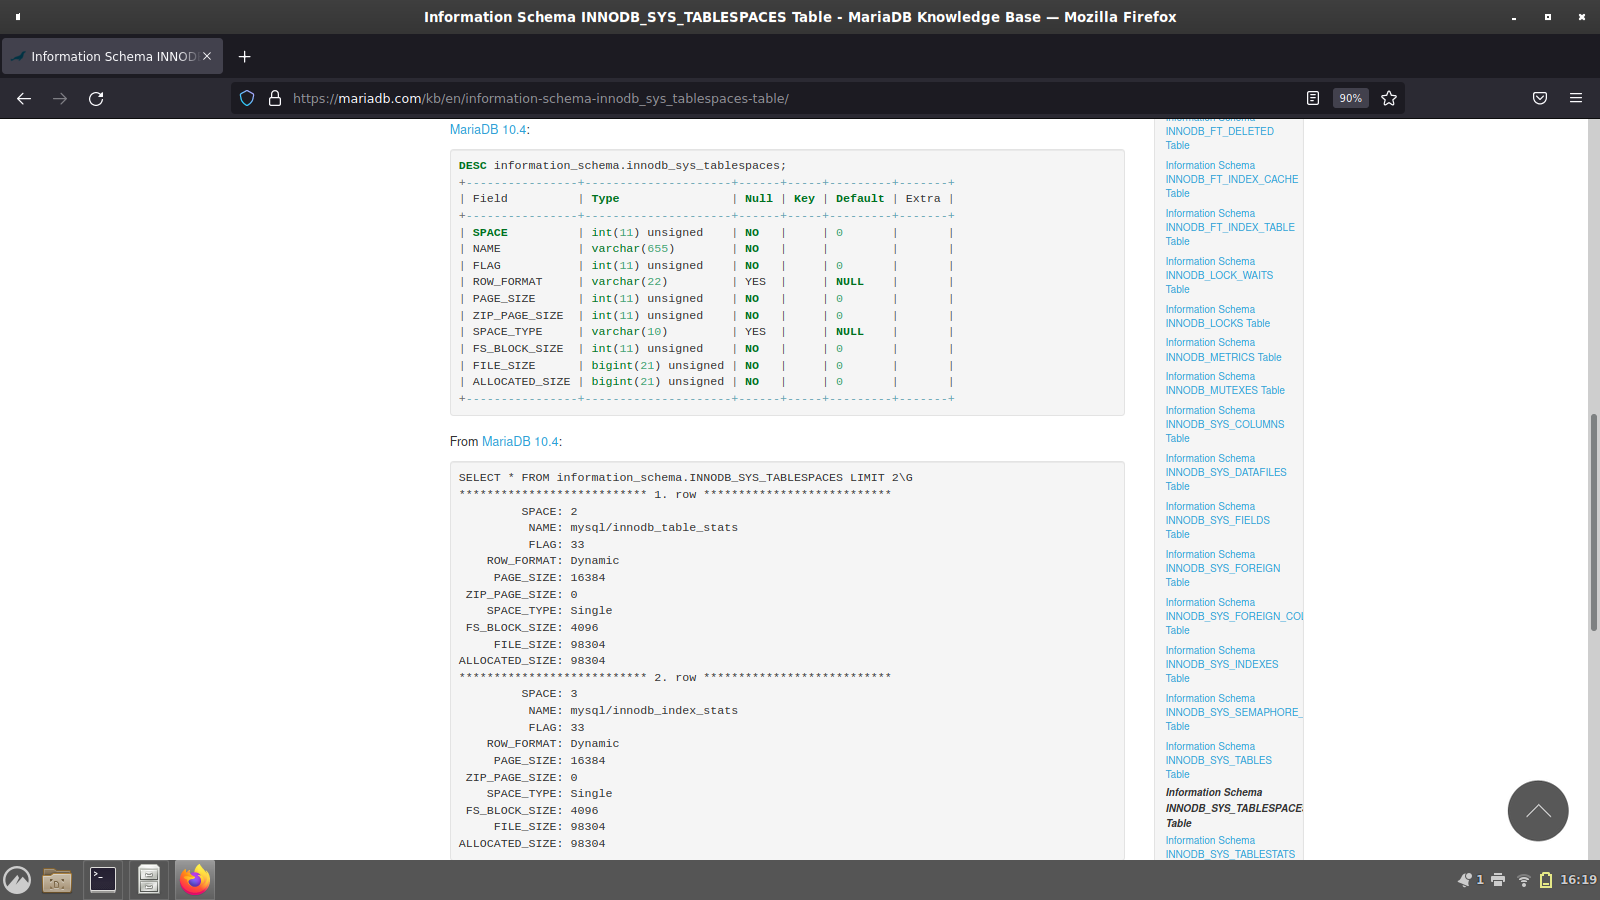 Information Schema INNODB_SYS_TABLESPACES Table - MariaDB Knowledge Base — Mozilla Firefox
Information Schema INNOD
https://mariadb.com/kb/en/information-schema-innodb_sys_tablespaces-table/
90%
MariaDB 10.4:
DESC information_schema.innodb_sys_tablespaces;
+----------------+---------------------+------+-----+---------+-------+
| Field          | Type                | Null | Key | Default | Extra |
+----------------+---------------------+------+-----+---------+-------+
| SPACE          | int(11) unsigned    | NO   |     | 0       |       |
| NAME           | varchar(655)        | NO   |     |         |       |
| FLAG           | int(11) unsigned    | NO   |     | 0       |       |
| ROW_FORMAT     | varchar(22)         | YES  |     | NULL    |       |
| PAGE_SIZE      | int(11) unsigned    | NO   |     | 0       |       |
| ZIP_PAGE_SIZE  | int(11) unsigned    | NO   |     | 0       |       |
| SPACE_TYPE     | varchar(10)         | YES  |     | NULL    |       |
| FS_BLOCK_SIZE  | int(11) unsigned    | NO   |     | 0       |       |
| FILE_SIZE      | bigint(21) unsigned | NO   |     | 0       |       |
| ALLOCATED_SIZE | bigint(21) unsigned | NO   |     | 0       |       |
+----------------+---------------------+------+-----+---------+-------+
From MariaDB 10.4:
SELECT * FROM information_schema.INNODB_SYS_TABLESPACES LIMIT 2\G
*************************** 1. row ***************************
SPACE: 2
NAME: mysql/innodb_table_stats
FLAG: 33
ROW_FORMAT: Dynamic
PAGE_SIZE: 16384
ZIP_PAGE_SIZE: 0
SPACE_TYPE: Single
FS_BLOCK_SIZE: 4096
FILE_SIZE: 98304
ALLOCATED_SIZE: 98304
*************************** 2. row ***************************
SPACE: 3
NAME: mysql/innodb_index_stats
FLAG: 33
ROW_FORMAT: Dynamic
PAGE_SIZE: 16384
ZIP_PAGE_SIZE: 0
SPACE_TYPE: Single
FS_BLOCK_SIZE: 4096
FILE_SIZE: 98304
ALLOCATED_SIZE: 98304
Information Schema
INNODB_FT_DELETED
Table
Information Schema
INNODB_FT_INDEX_CACHE
Table
Information Schema
INNODB_FT_INDEX_TABLE
Table
Information Schema
INNODB_LOCK_WAITS
Table
Information Schema
INNODB_LOCKS Table
Information Schema
INNODB_METRICS Table
Information Schema
INNODB_MUTEXES Table
Information Schema
INNODB_SYS_COLUMNS
Table
Information Schema
INNODB_SYS_DATAFILES
Table
Information Schema
INNODB_SYS_FIELDS
Table
Information Schema
INNODB_SYS_FOREIGN
Table
Information Schema
INNODB_SYS_FOREIGN_COL
Table
Information Schema
INNODB_SYS_INDEXES
Table
Information Schema
INNODB_SYS_SEMAPHORE_
Table
Information Schema
INNODB_SYS_TABLES
Table
Information Schema
INNODB_SYS_TABLESPACES
Table
Information Schema
INNODB_SYS_TABLESTATS
1
16:19